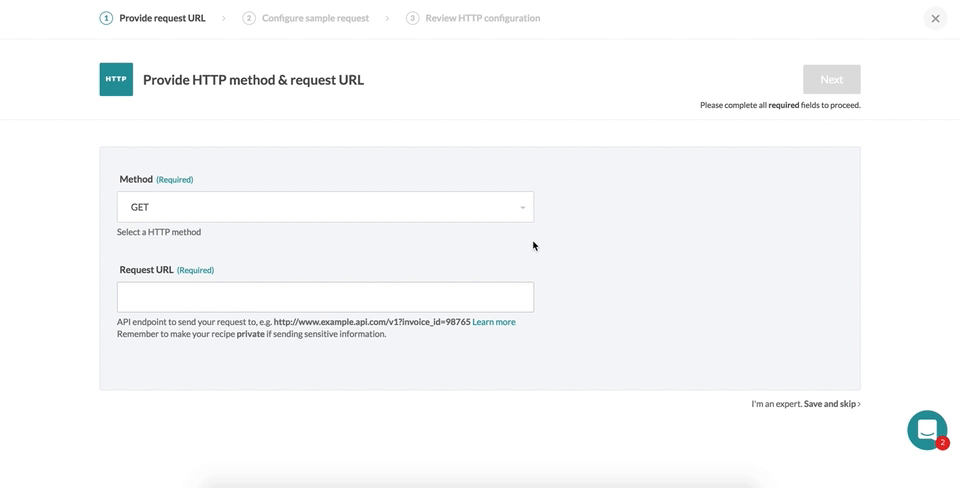 1 Provide request URL > 2 Configure sample request > 3 Review HTTP configuration
HTTP
Provide HTTP method & request URL
Next
Please complete all required fields to proceed.
Method (Required)
GET
Select a HTTP method
Request URL (Required)
API endpoint to send your request to, e.g. http://www.example.api.com/v1?invoice_id=98765 Learn more
Remember to make your recipe private if sending sensitive information.
I'm an expert. Save and skip >
2